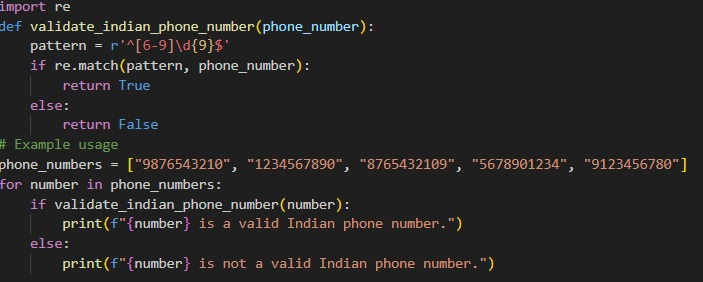 import re
def validate_indian_phone_number(phone_number):
    pattern = r'^[6-9]\d{9}$'
    if re.match(pattern, phone_number):
        return True
    else:
        return False
# Example usage
phone_numbers = ["9876543210", "1234567890", "8765432109", "5678901234", "9123456780"]
for number in phone_numbers:
    if validate_indian_phone_number(number):
        print(f"{number} is a valid Indian phone number.")
    else:
        print(f"{number} is not a valid Indian phone number.")